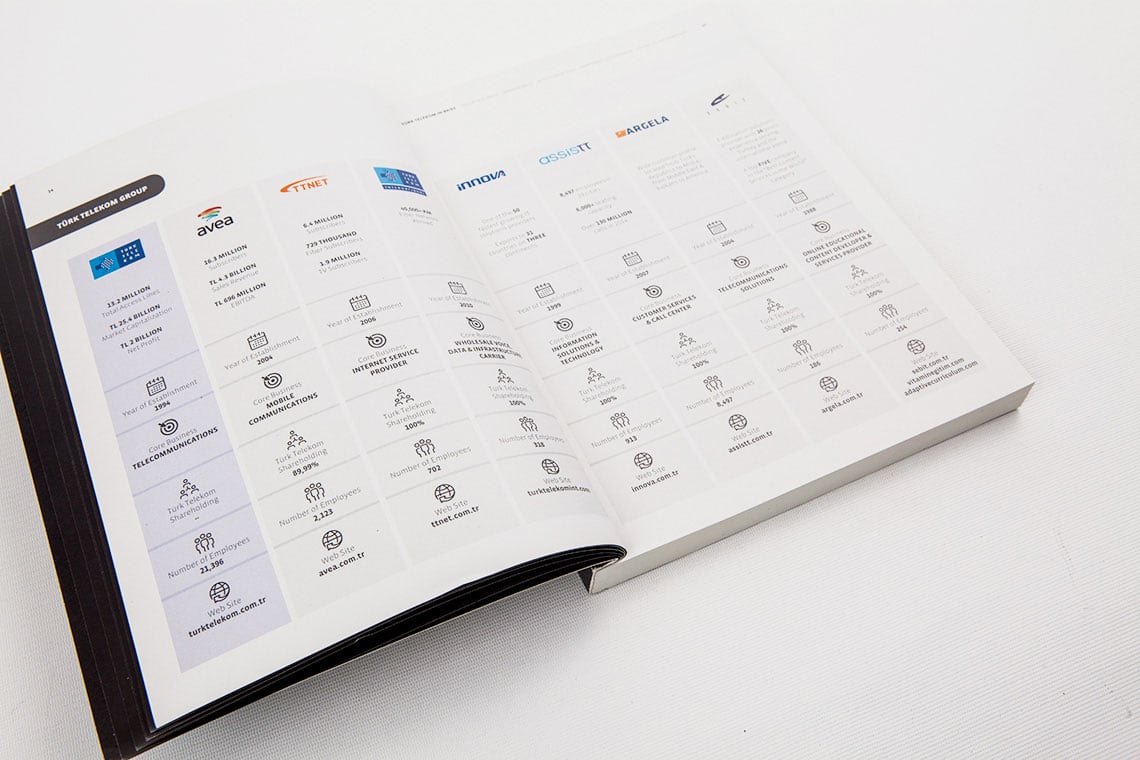 34
TÜRK TELEKOM GROUP
TÜRK
TELE
KOM
13.2 MILLION
Total Access Lines
TL 25.4 BILLION
Market Capitalization
TL 2 BILLION
Net Profit
Year of Establishment
1994
Core Business
TELECOMMUNICATIONS
Türk Telekom
Shareholding
–
Number of Employees
21,396
Web Site
turktelekom.com.tr
avea
16.3 MILLION
Subscribers
TL 4.3 BILLION
Sales Revenue
TL 696 MILLION
EBITDA
Year of Establishment
2004
Core Business
MOBILE
COMMUNICATIONS
Türk Telekom
Shareholding
89,99%
Number of Employees
2,123
Web Site
avea.com.tr
TTNET
6.4 MILLION
Subscribers
729 THOUSAND
Fiber Subscribers
1.9 MILLION
TV Subscribers
Year of Establishment
2006
Core Business
INTERNET SERVICE
PROVIDER
Türk Telekom
Shareholding
100%
Number of Employees
702
Web Site
ttnet.com.tr
INTERNATIONAL
40,000+ KM
Fiber Network
Year of Establishment
2010
Core Business
WHOLESALE VOICE,
DATA & INFRASTRUCTURE
CARRIER
Türk Telekom
Shareholding
100%
Number of Employees
318
Web Site
turktelekomint.com
innova
One of the 50
Exports to 31
countries on THREE
continents
Year of Establishment
1999
Core Business
INFORMATION
SOLUTIONS &
TECHNOLOGY
Türk Telekom
Shareholding
100%
Number of Employees
913
Web Site
innova.com.tr
assisTT
8,497 employees
6,000+ seating
capacity
Over 130 MILLION
Year of Establishment
2007
Core Business
CUSTOMER SERVICES
& CALL CENTER
Türk Telekom
Shareholding
100%
Number of Employees
8,497
Web Site
assistt.com.tr
ARGELA
Year of Establishment
2004
Core Business
TELECOMMUNICATIONS
SOLUTIONS
Türk Telekom
Shareholding
100%
Number of Employees
186
Web Site
argela.com.tr
SEBIT
Year of Establishment
1988
Core Business
ONLINE EDUCATIONAL
CONTENT DEVELOPER &
SERVICES PROVIDER
Türk Telekom
Shareholding
100%
Number of Employees
254
Web Site
sebit.com.tr
vitaminegitim.com
adaptivecurriculum.com